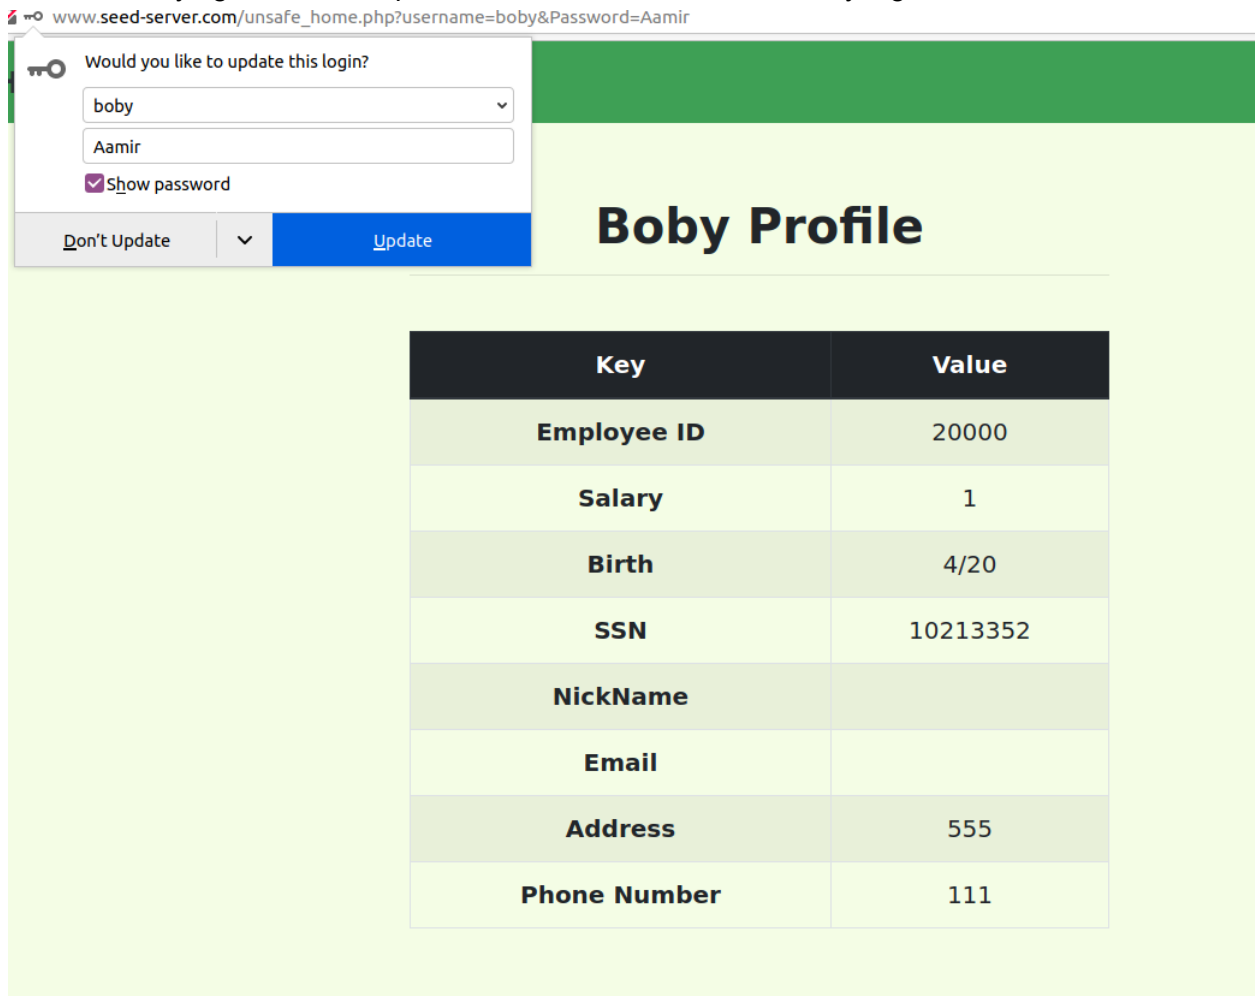 www.seed-server.com/unsafe_home.php?username=boby&Password=Aamir
Would you like to update this login?
boby
Aamir
Show password
Don't Update
Update
Boby Profile
Key Value
Employee ID 20000
Salary 1
Birth 4/20
SSN 10213352
NickName
Email
Address 555
Phone Number 111